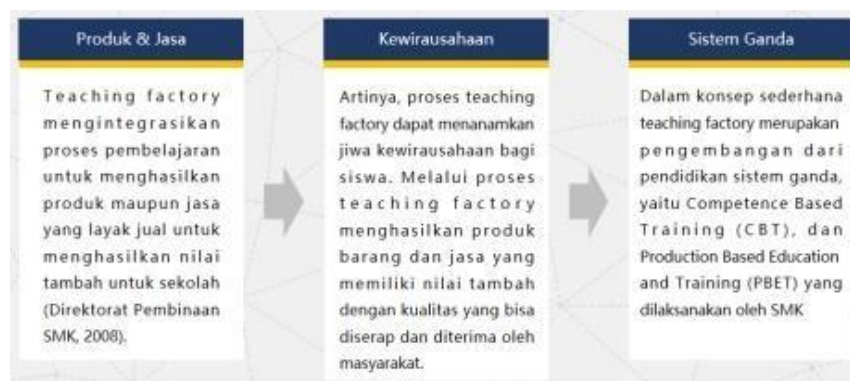 Produk & Jasa
Teaching factory
mengintegrasikan
proses pembelajaran
untuk menghasilkan
produk maupun jasa
yang layak jual untuk
menghasilkan nilai
tambah untuk sekolah
(Direktorat Pembinaan
SMK, 2008).
Kewirausahaan
Artinya, proses teaching
factory dapat menanamkan
jiwa kewirausahaan bagi
siswa. Melalui proses
teaching factory
menghasilkan produk
barang dan jasa yang
memiliki nilai tambah
dengan kualitas yang bisa
diserap dan diterima oleh
masyarakat.
Sistem Ganda
Dalam konsep sederhana
teaching factory merupakan
pengembangan dari
pendidikan sistem ganda,
yaitu Competence Based
Training (CBT), dan
Production Based Education
and Training (PBET) yang
dilaksanakan oleh SMK